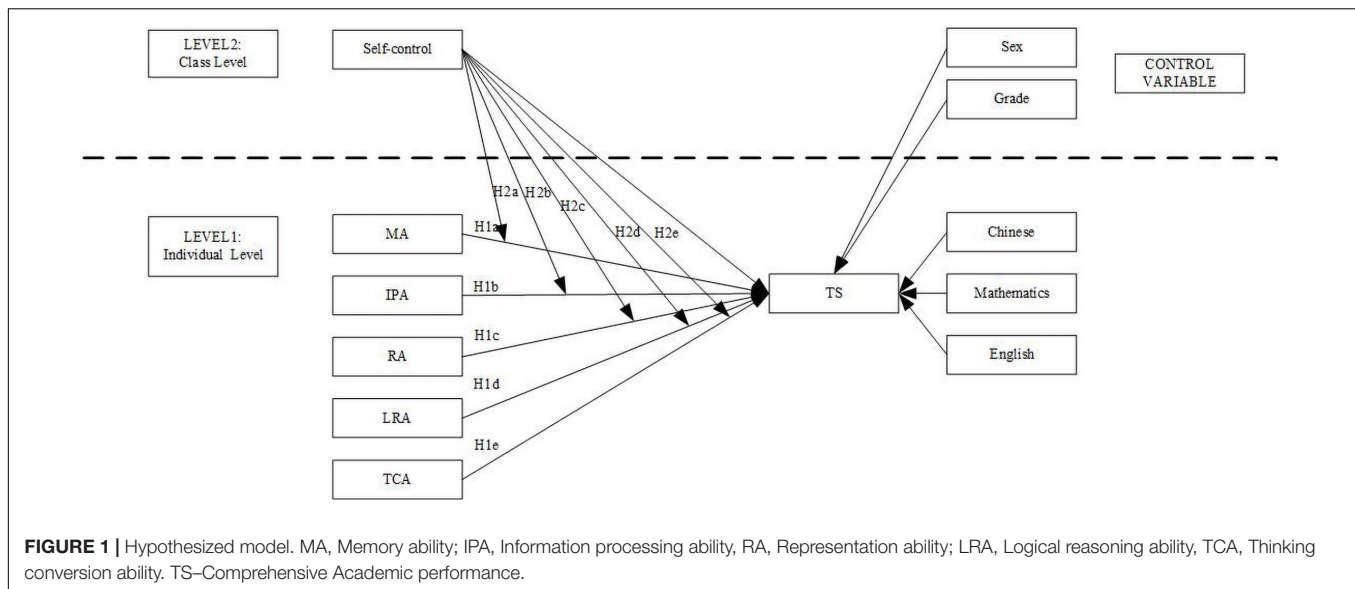 LEVEL2:
Class Level
Self-control
Sex
CONTROL
VARIABLE
Grade
H2a
H2b
H2c
H2d
H2e
LEVEL1:
Individual Level
MA
H1a
Chinese
IPA
H1b
TS
Mathematics
RA
H1c
English
LRA
H1d
TCA
H1e
FIGURE 1 | Hypothesized model. MA, Memory ability; IPA, Information processing ability, RA, Representation ability; LRA, Logical reasoning ability, TCA, Thinking
conversion ability. TS–Comprehensive Academic performance.